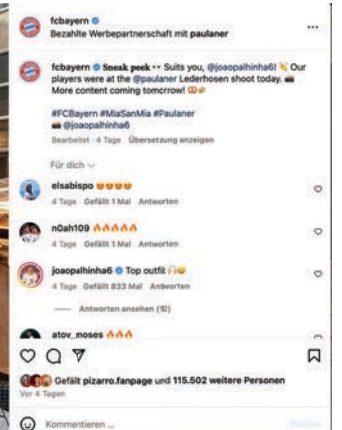 fcbayern
Bezahlte Werbepartnerschaft mit paulaner
fcbayern Sneak peek 👀 Suits you, @joaopalhinha6! 👏 Our
players were at the @paulaner Lederhosen shoot today. 📸
More content coming tomorrow! 🥨🍻
#FCBayern #MiaSanMia #Paulaner
📸 @joaopalhinha6
Bearbeitet · 4 Tage Übersetzung anzeigen
Für dich
elsabispo 😍😍😍😍
4 Tage Gefällt 1 Mal Antworten
n0ah109 🔥🔥🔥🔥🔥
4 Tage Gefällt 1 Mal Antworten
joaopalhinha6 Top outfit
4 Tage Gefällt 833 Mal Antworten
Antworten ansehen (12)
atov_moses 🔥🔥🔥
Gefällt pizarro.fanpage und 115.502 weitere Personen
Vor 4 Tagen
Kommentieren ...